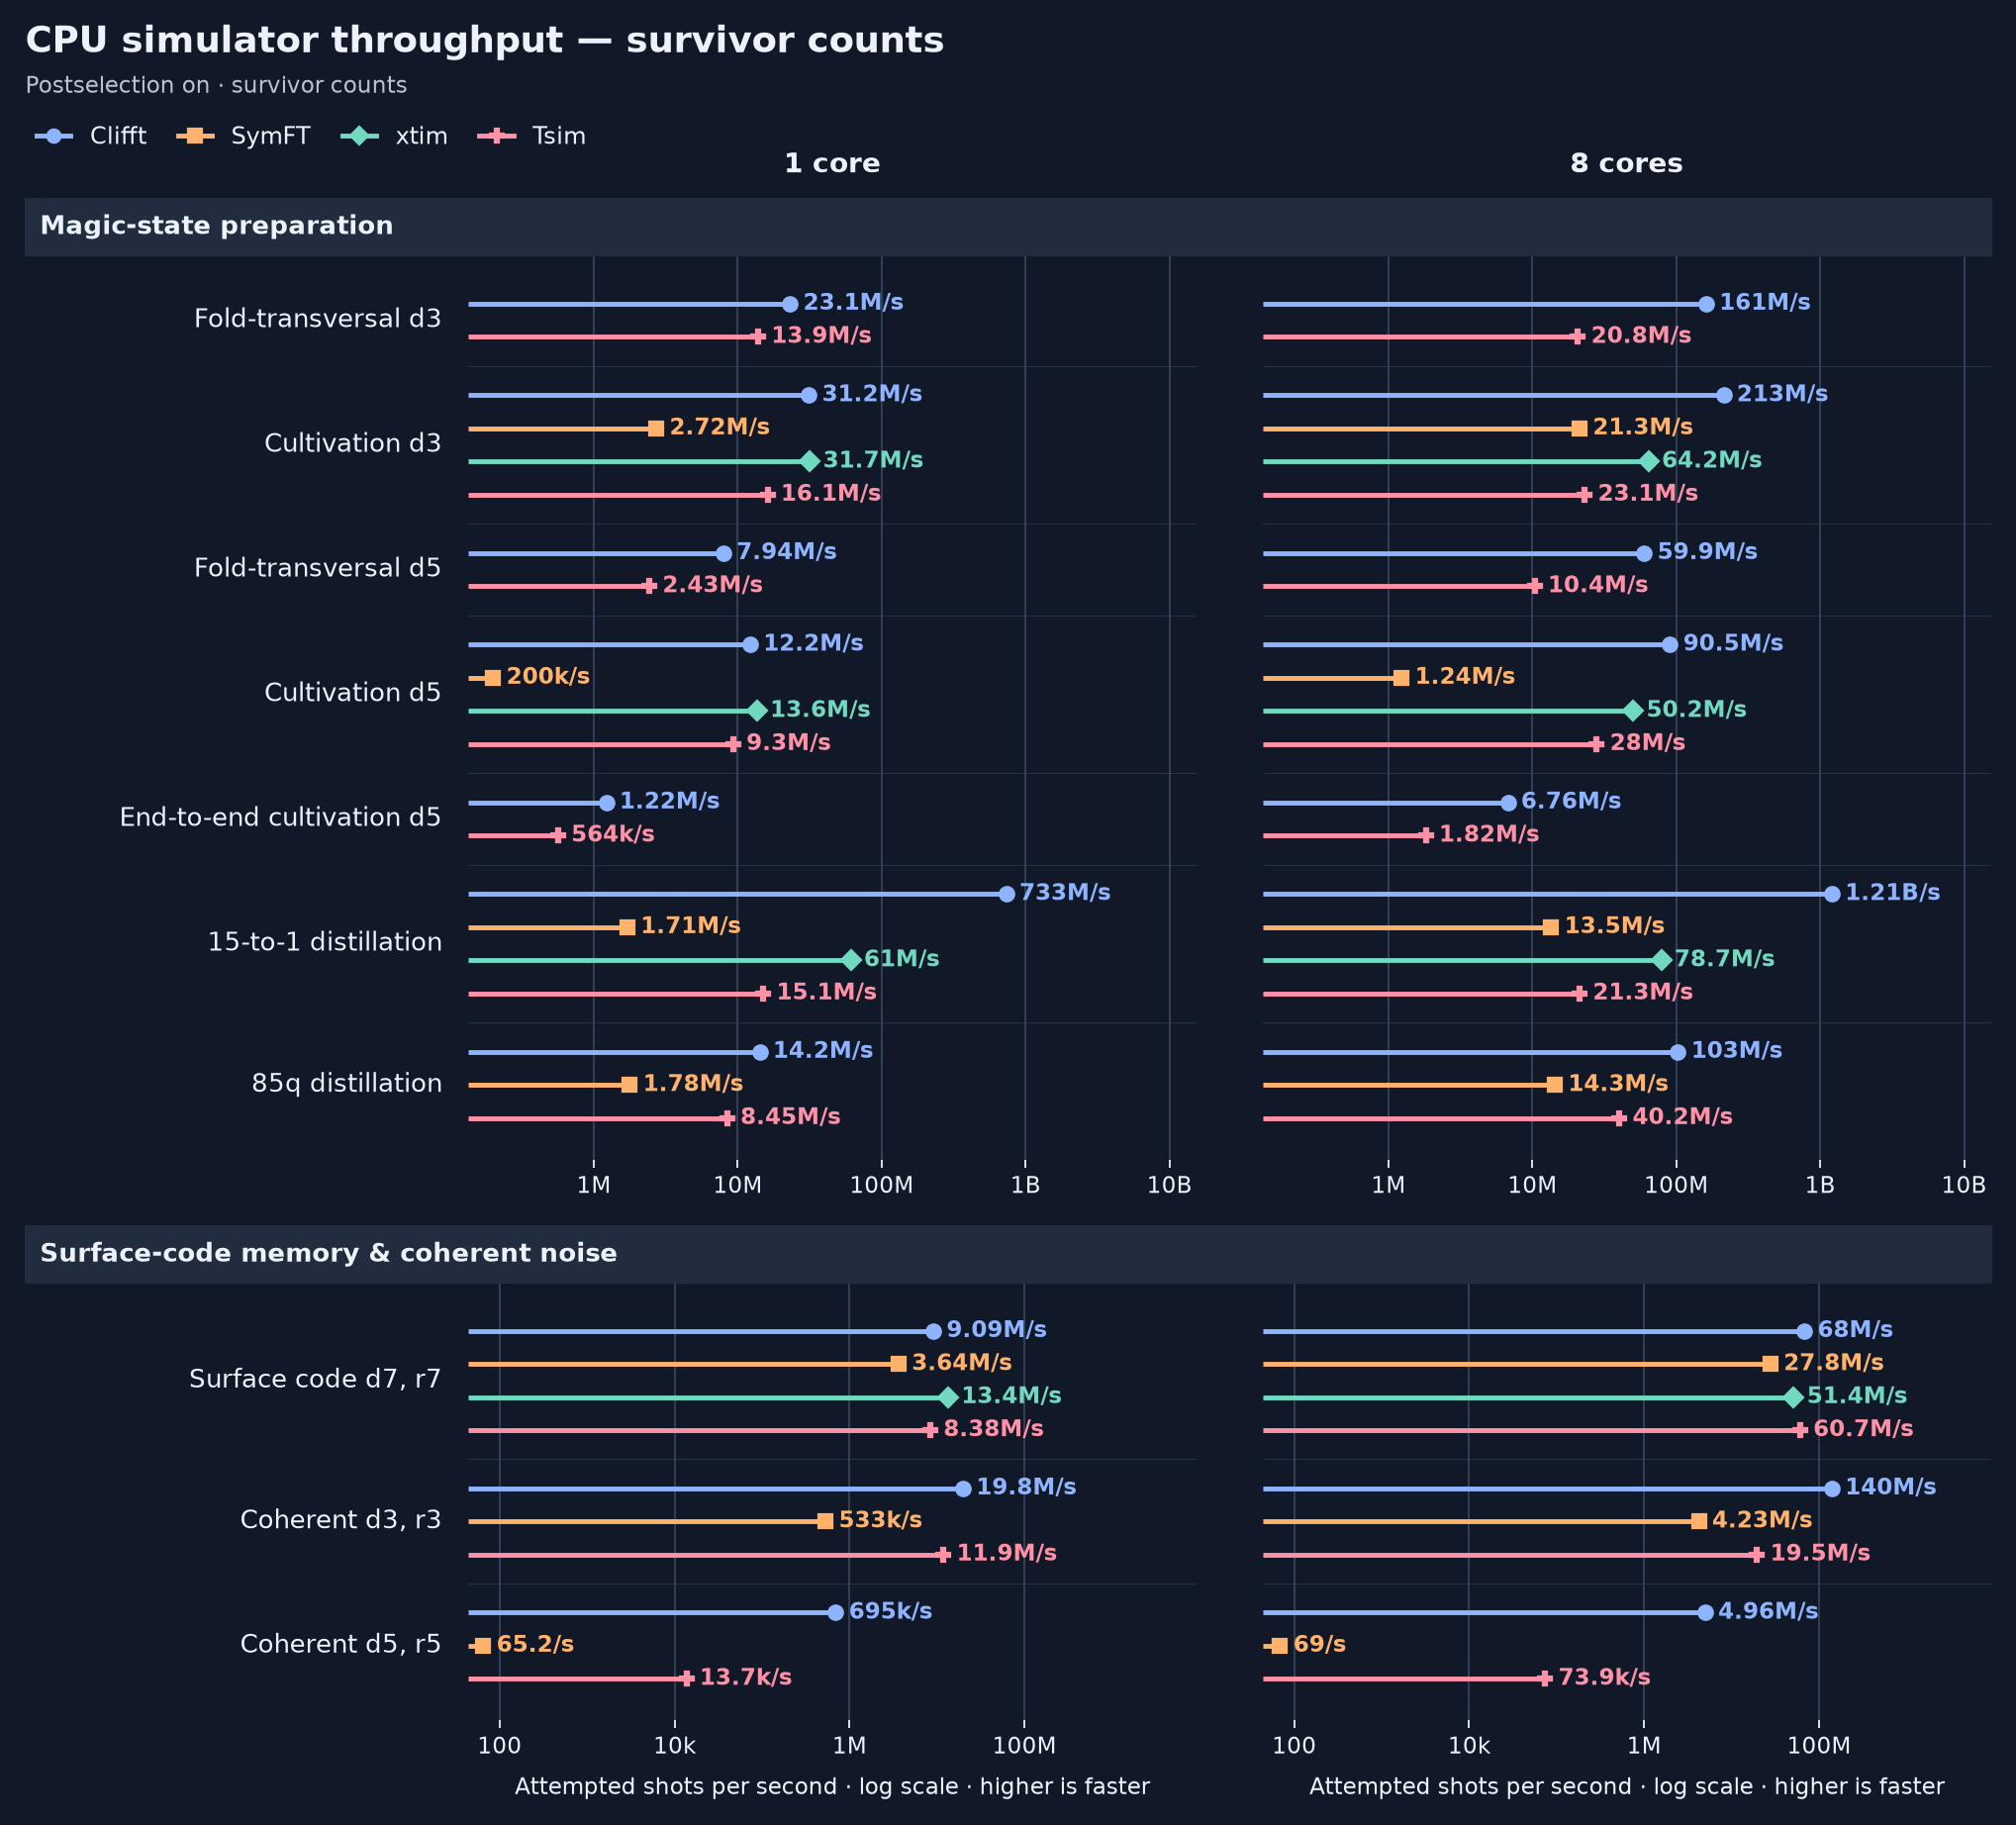 CPU simulator throughput — survivor counts
Postselection on · survivor counts
Clifft SymFT xtim Tsim
1 core 8 cores
Magic-state preparation
Fold-transversal d3
23.1M/s 161M/s
13.9M/s 20.8M/s
Cultivation d3
31.2M/s 213M/s
2.72M/s 21.3M/s
31.7M/s 64.2M/s
16.1M/s 23.1M/s
Fold-transversal d5
7.94M/s 59.9M/s
2.43M/s 10.4M/s
Cultivation d5
12.2M/s 90.5M/s
200k/s 1.24M/s
13.6M/s 50.2M/s
9.3M/s 28M/s
End-to-end cultivation d5
1.22M/s 6.76M/s
564k/s 1.82M/s
15-to-1 distillation
733M/s 1.21B/s
1.71M/s 13.5M/s
61M/s 78.7M/s
15.1M/s 21.3M/s
85q distillation
14.2M/s 103M/s
1.78M/s 14.3M/s
8.45M/s 40.2M/s
1M 10M 100M 1B 10B 1M 10M 100M 1B 10B
Surface-code memory & coherent noise
Surface code d7, r7
9.09M/s 68M/s
3.64M/s 27.8M/s
13.4M/s 51.4M/s
8.38M/s 60.7M/s
Coherent d3, r3
19.8M/s 140M/s
533k/s 4.23M/s
11.9M/s 19.5M/s
Coherent d5, r5
695k/s 4.96M/s
65.2/s 69/s
13.7k/s 73.9k/s
100 10k 1M 100M 100 10k 1M 100M
Attempted shots per second · log scale · higher is faster Attempted shots per second · log scale · higher is faster